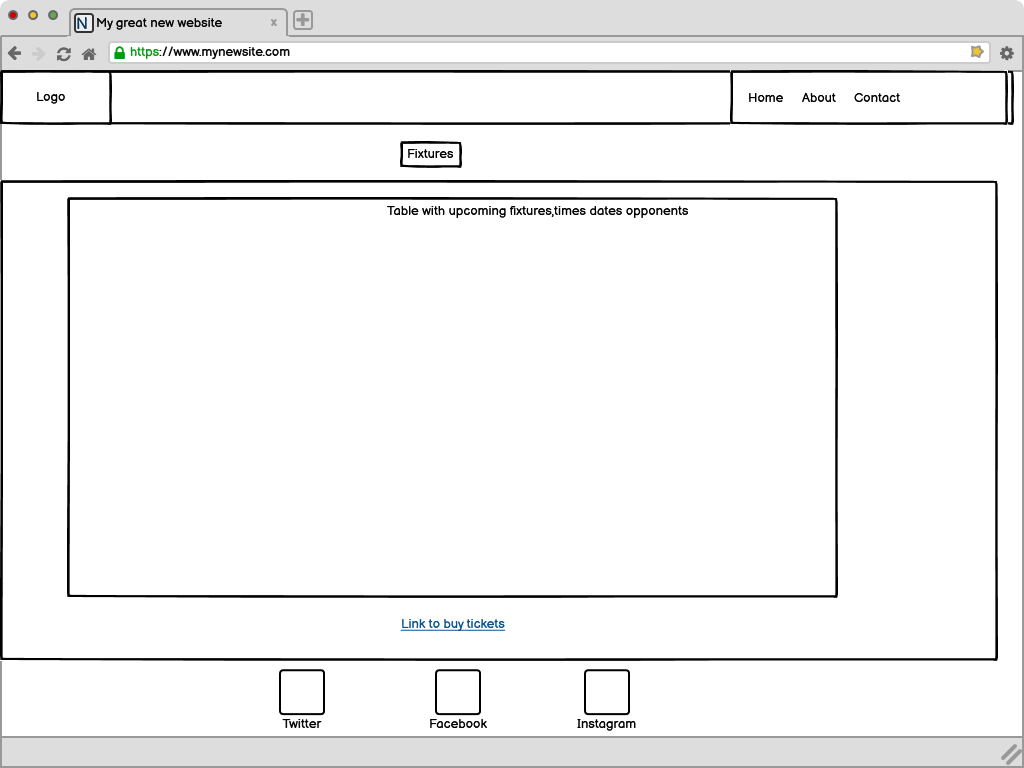 N My great new website x
https://www.mynewsite.com
Logo
Home About Contact
Fixtures
Table with upcoming fixtures,times dates opponents
Link to buy tickets
Twitter Facebook Instagram